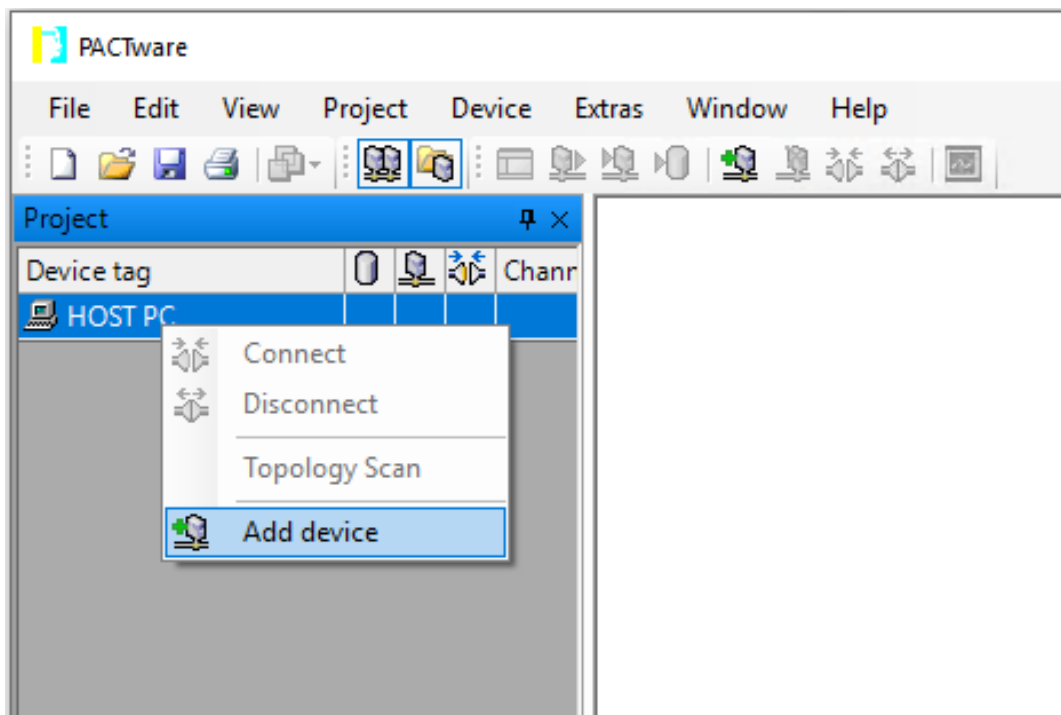 PACTware
File Edit View Project Device Extras Window Help
Project
Device tag Chann
HOST PC
Connect
Disconnect
Topology Scan
Add device